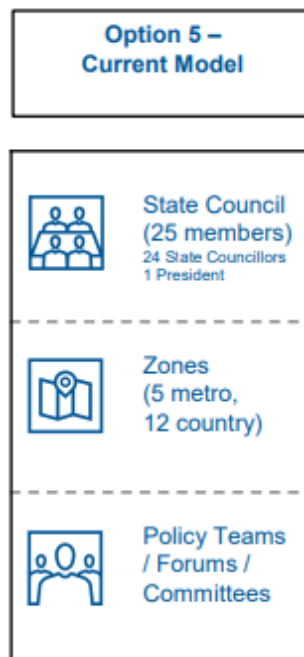 Option 5 –
Current Model
State Council
(25 members)
24 State Councillors
1 President
Zones
(5 metro,
12 country)
Policy Teams
/ Forums /
Committees